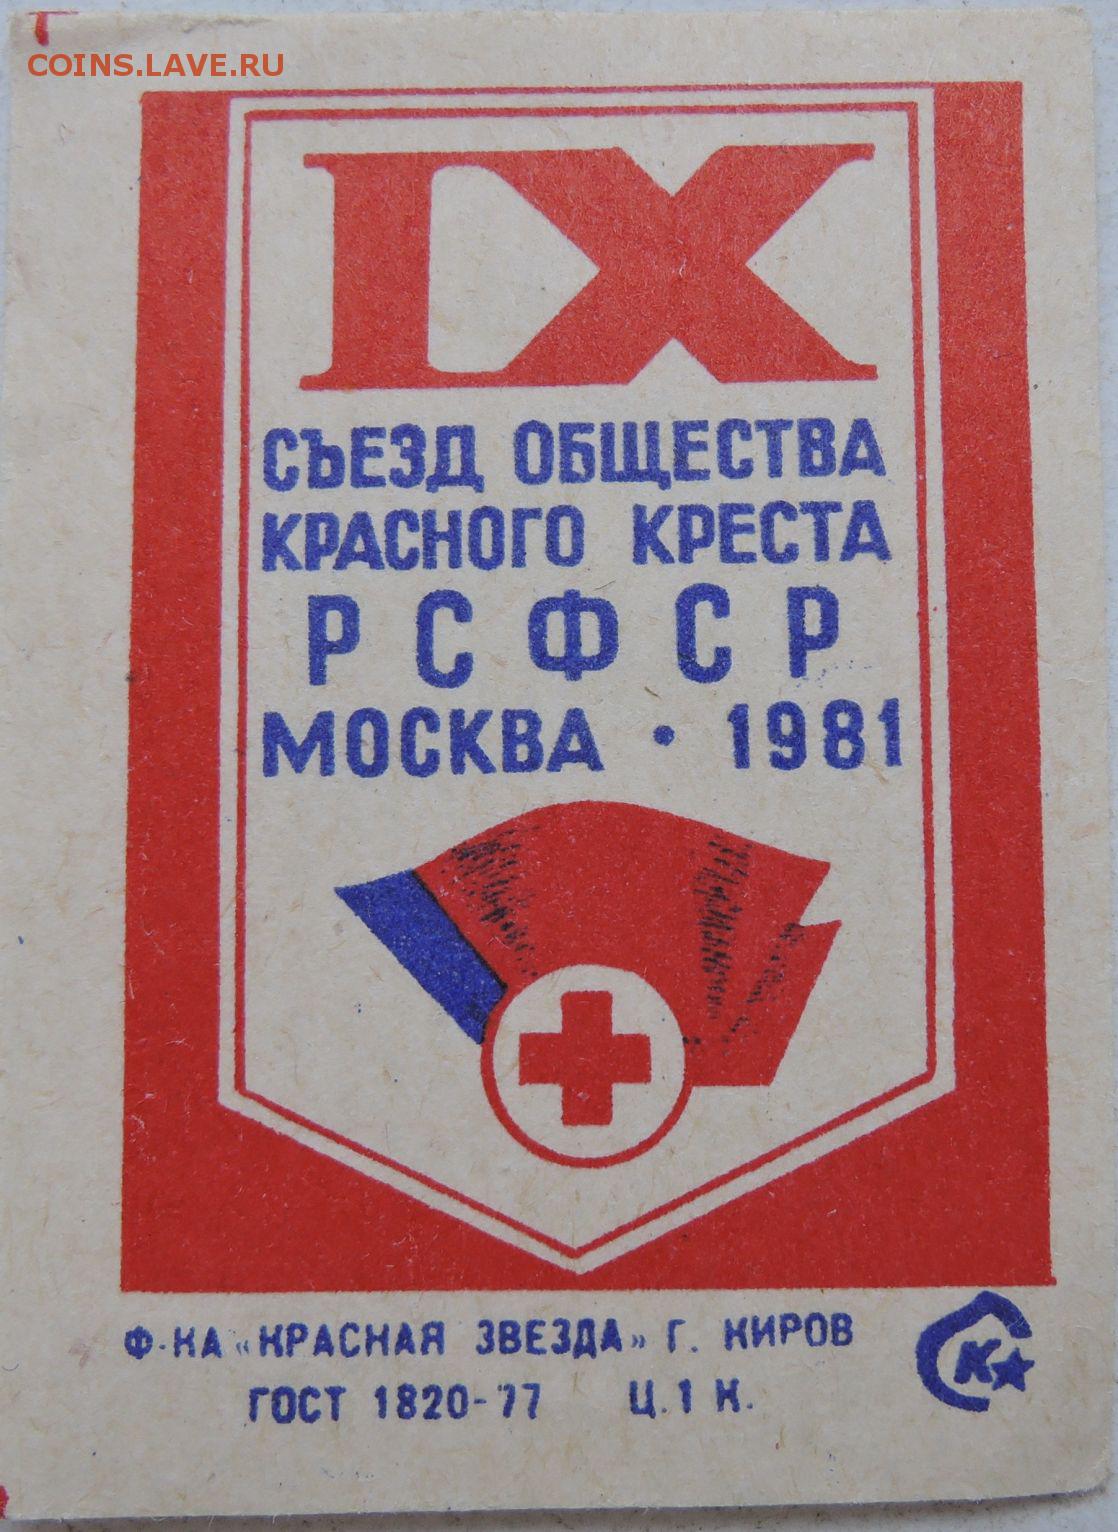 COINS.LAVE.RU
IX
СЪЕЗД ОБЩЕСТВА
КРАСНОГО КРЕСТА
РСФСР
МОСКВА · 1981
Ф-КА «КРАСНАЯ ЗВЕЗДА» Г. КИРОВ
ГОСТ 1820-77 Ц. 1 К.
К